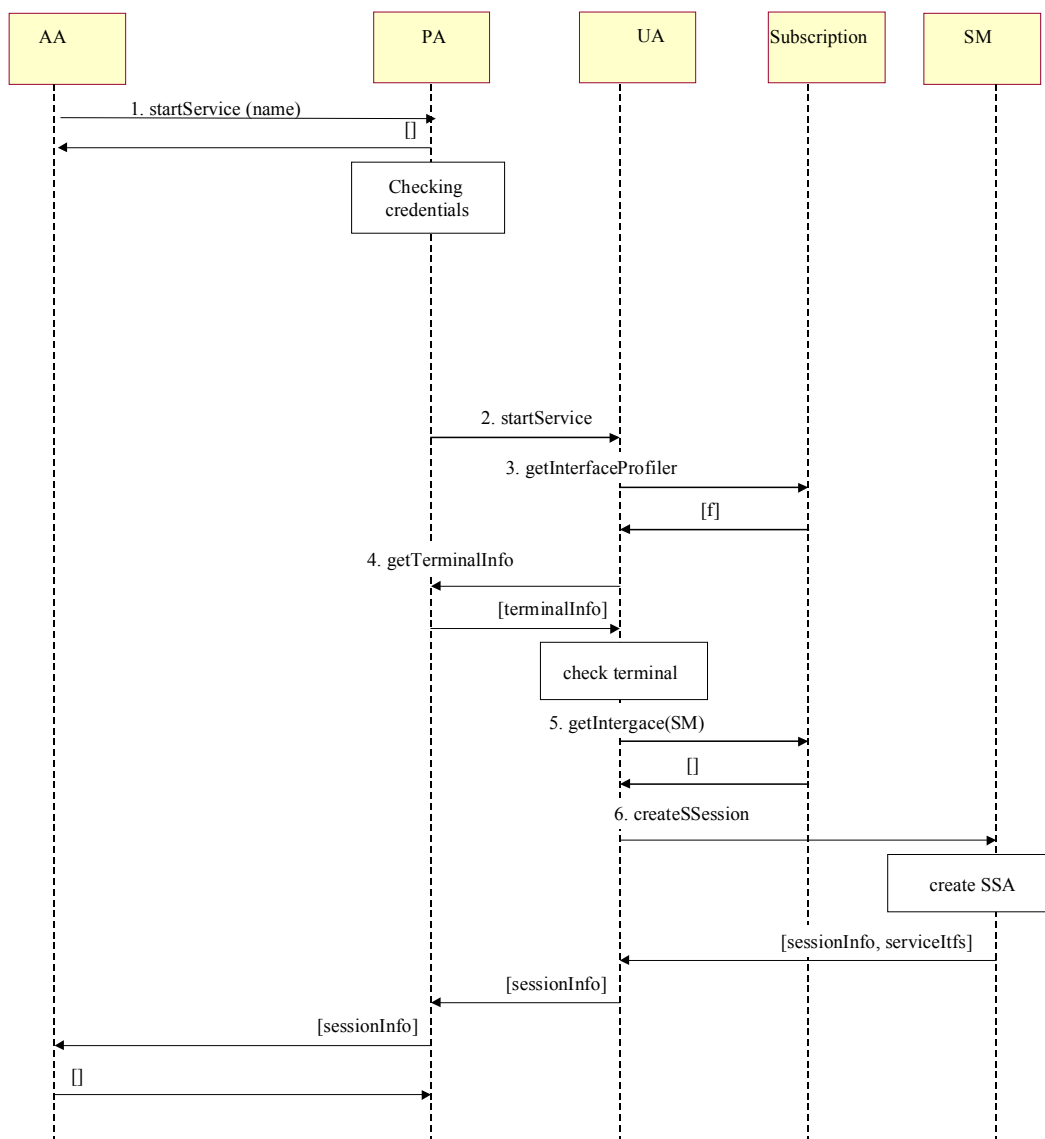 AA
PA
UA
Subscription
SM
1. startService (name)
[]
Checking
credentials
2. startService
3. getInterfaceProfiler
[f]
4. getTerminalInfo
[terminalInfo]
check terminal
5. getIntergace(SM)
[]
6. createSSession
create SSA
[sessionInfo, serviceItfs]
[sessionInfo]
[sessionInfo]
[]